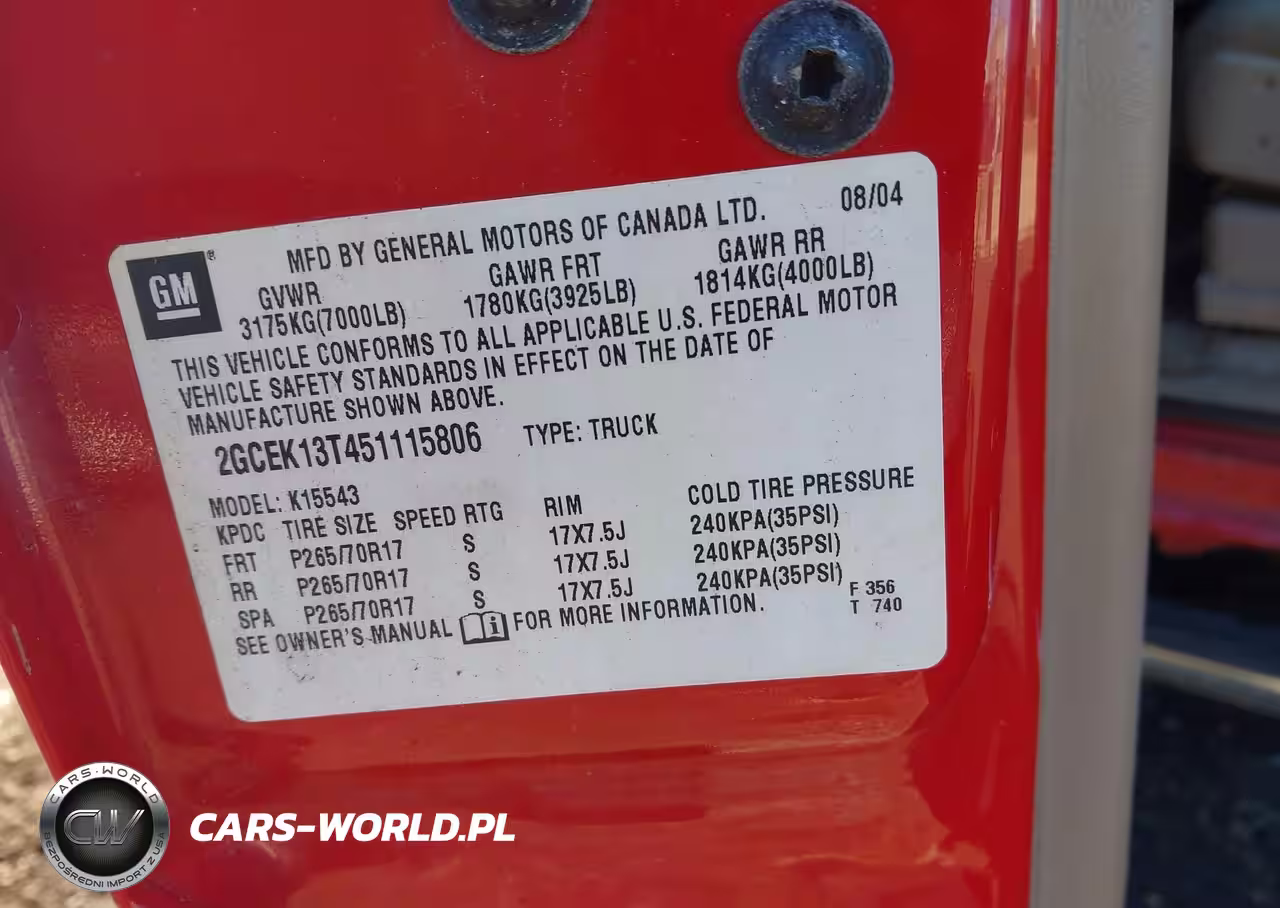 08/04
MFD BY GENERAL MOTORS OF CANADA LTD.
GM®
GVWR GAWR FRT GAWR RR
3175KG(7000LB) 1780KG(3925LB) 1814KG(4000LB)
THIS VEHICLE CONFORMS TO ALL APPLICABLE U.S. FEDERAL MOTOR
VEHICLE SAFETY STANDARDS IN EFFECT ON THE DATE OF
MANUFACTURE SHOWN ABOVE.
2GCEK13T451115806 TYPE: TRUCK
MODEL: K15543
KPDC TIRE SIZE SPEED RTG RIM COLD TIRE PRESSURE
FRT P265/70R17 S 17X7.5J 240KPA(35PSI)
RR P265/70R17 S 17X7.5J 240KPA(35PSI)
SPA P265/70R17 S 17X7.5J 240KPA(35PSI)
SEE OWNER'S MANUAL i FOR MORE INFORMATION.
F 356
T 740
CARS-WORLD
CW
BEZPOŚREDNI IMPORT Z USA
CARS-WORLD.PL